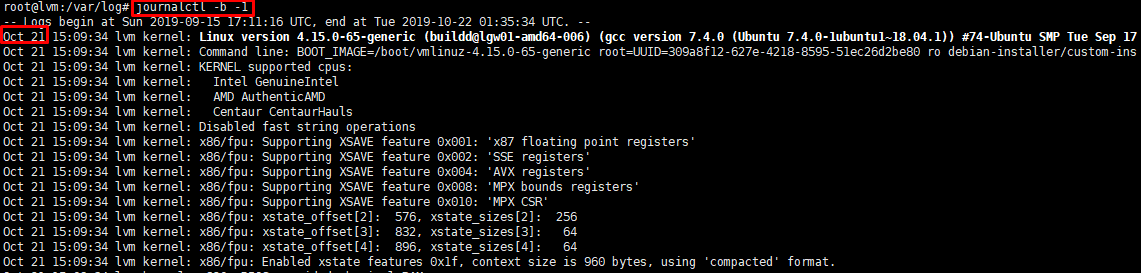 root@lvm:/var/log# journalctl -b -1
-- Logs begin at Sun 2019-09-15 17:11:16 UTC, end at Tue 2019-10-22 01:35:34 UTC. --
Oct 21 15:09:34 lvm kernel: Linux version 4.15.0-65-generic (buildd@lgw01-amd64-006) (gcc version 7.4.0 (Ubuntu 7.4.0-1ubuntu1~18.04.1)) #74-Ubuntu SMP Tue Sep 17
Oct 21 15:09:34 lvm kernel: Command line: BOOT_IMAGE=/boot/vmlinuz-4.15.0-65-generic root=UUID=309a8f12-627e-4218-8595-51ec26d2be80 ro debian-installer/custom-ins
Oct 21 15:09:34 lvm kernel: KERNEL supported cpus:
Oct 21 15:09:34 lvm kernel:   Intel GenuineIntel
Oct 21 15:09:34 lvm kernel:   AMD AuthenticAMD
Oct 21 15:09:34 lvm kernel:   Centaur CentaurHauls
Oct 21 15:09:34 lvm kernel: Disabled fast string operations
Oct 21 15:09:34 lvm kernel: x86/fpu: Supporting XSAVE feature 0x001: 'x87 floating point registers'
Oct 21 15:09:34 lvm kernel: x86/fpu: Supporting XSAVE feature 0x002: 'SSE registers'
Oct 21 15:09:34 lvm kernel: x86/fpu: Supporting XSAVE feature 0x004: 'AVX registers'
Oct 21 15:09:34 lvm kernel: x86/fpu: Supporting XSAVE feature 0x008: 'MPX bounds registers'
Oct 21 15:09:34 lvm kernel: x86/fpu: Supporting XSAVE feature 0x010: 'MPX CSR'
Oct 21 15:09:34 lvm kernel: x86/fpu: xstate_offset[2]:  576, xstate_sizes[2]:  256
Oct 21 15:09:34 lvm kernel: x86/fpu: xstate_offset[3]:  832, xstate_sizes[3]:   64
Oct 21 15:09:34 lvm kernel: x86/fpu: xstate_offset[4]:  896, xstate_sizes[4]:   64
Oct 21 15:09:34 lvm kernel: x86/fpu: Enabled xstate features 0x1f, context size is 960 bytes, using 'compacted' format.